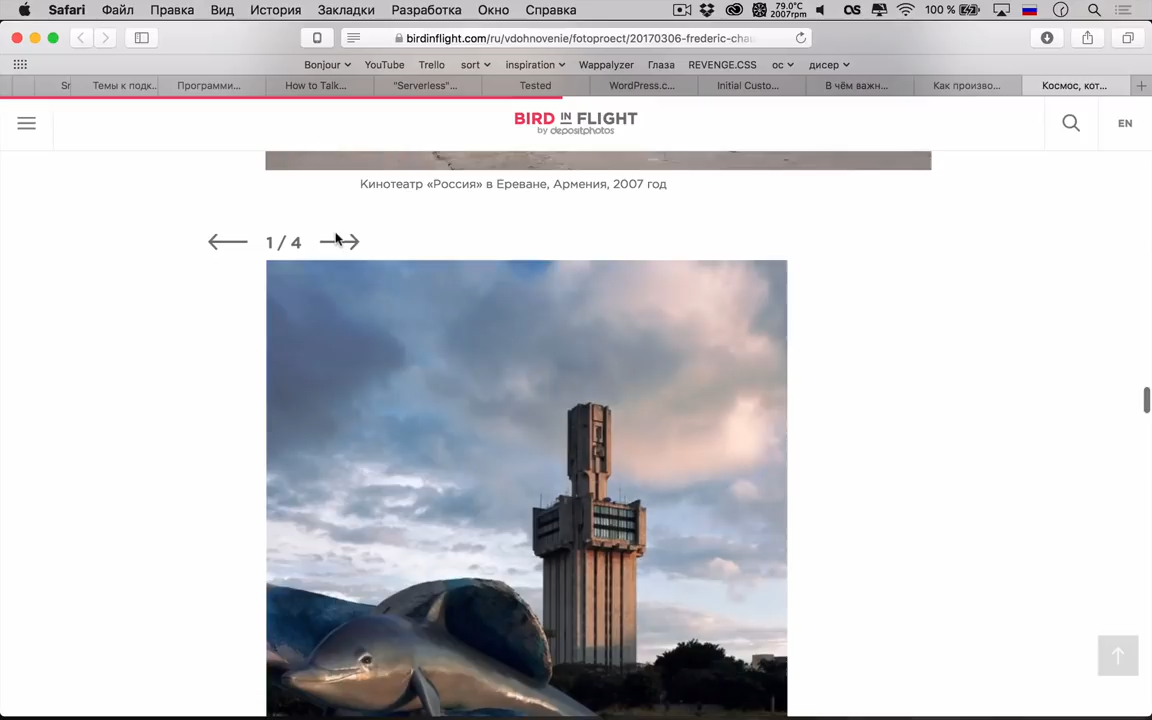 Safari Файл Правка Вид История Закладки Разработка Окно Справка 79.0°C 2007rpm 100 %
birdinflight.com/ru/vdohnovenie/fotoproect/20170306-frederic-cha
Bonjour YouTube Trello sort inspiration Wappalyzer Глаза REVENGE.CSS ос дисер
Sr Темы к подк.. Программи... How to Talk... "Serverless"... Tested WordPress.c... Initial Custo... В чём важн... Как произво... Космос, кот...
BIRD IN FLIGHT
by depositphotos
EN
Кинотеатр «Россия» в Ереване, Армения, 2007 год
1 / 4